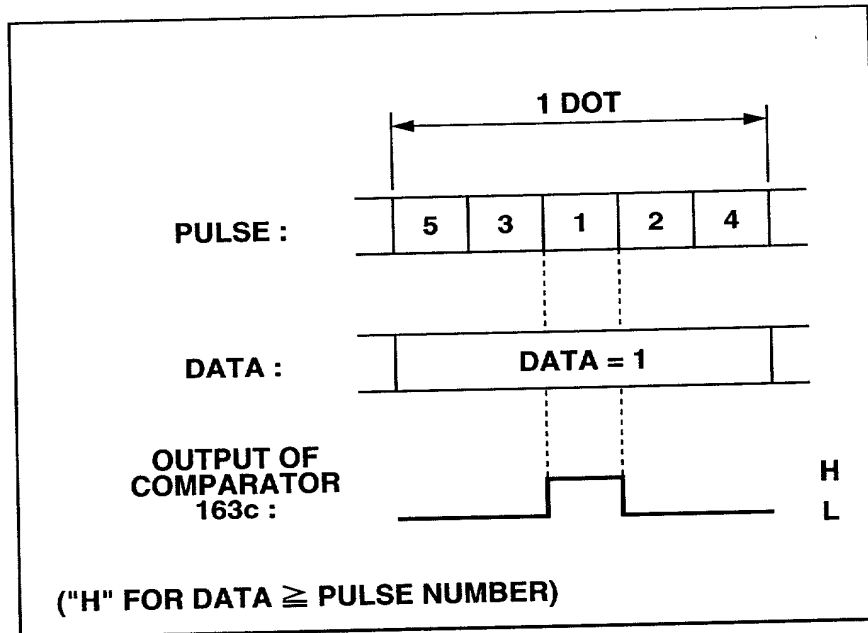 1 DOT
PULSE : 5 3 1 2 4
DATA : DATA = 1
OUTPUT OF
COMPARATOR
163c :
H
L
("H" FOR DATA ≧ PULSE NUMBER)